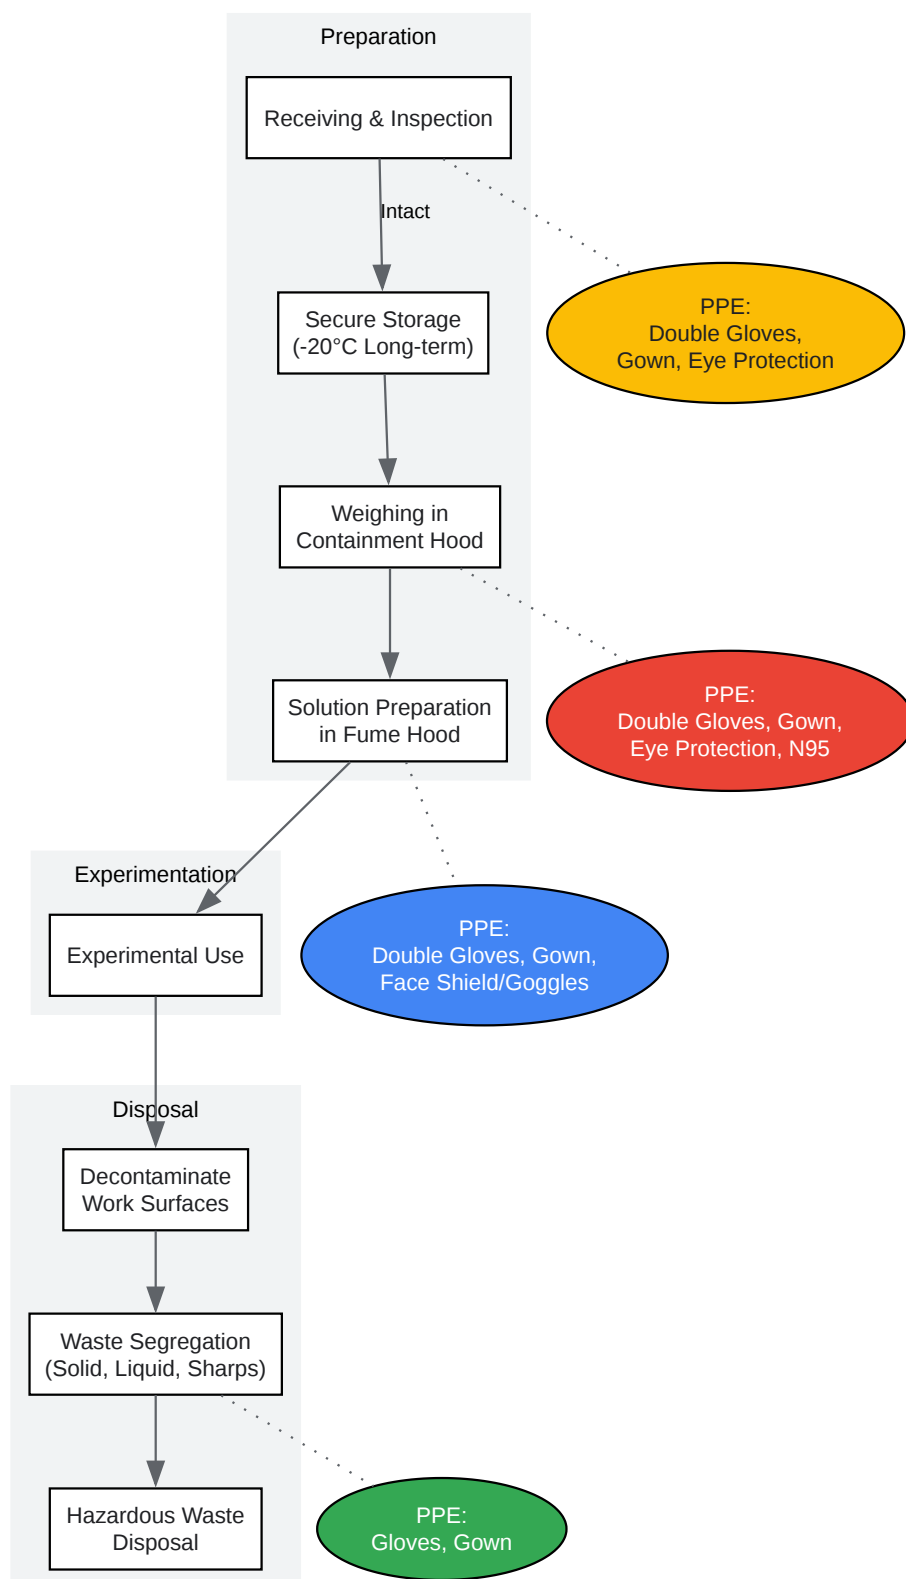 Preparation
Receiving & Inspection
Intact
Secure Storage
(-20°C Long-term)
PPE:
Double Gloves,
Gown, Eye Protection
Weighing in
Containment Hood
Solution Preparation
in Fume Hood
PPE:
Double Gloves, Gown,
Eye Protection, N95
Experimentation
Experimental Use
PPE:
Double Gloves, Gown,
Face Shield/Goggles
Disposal
Decontaminate
Work Surfaces
Waste Segregation
(Solid, Liquid, Sharps)
Hazardous Waste
Disposal
PPE:
Gloves, Gown